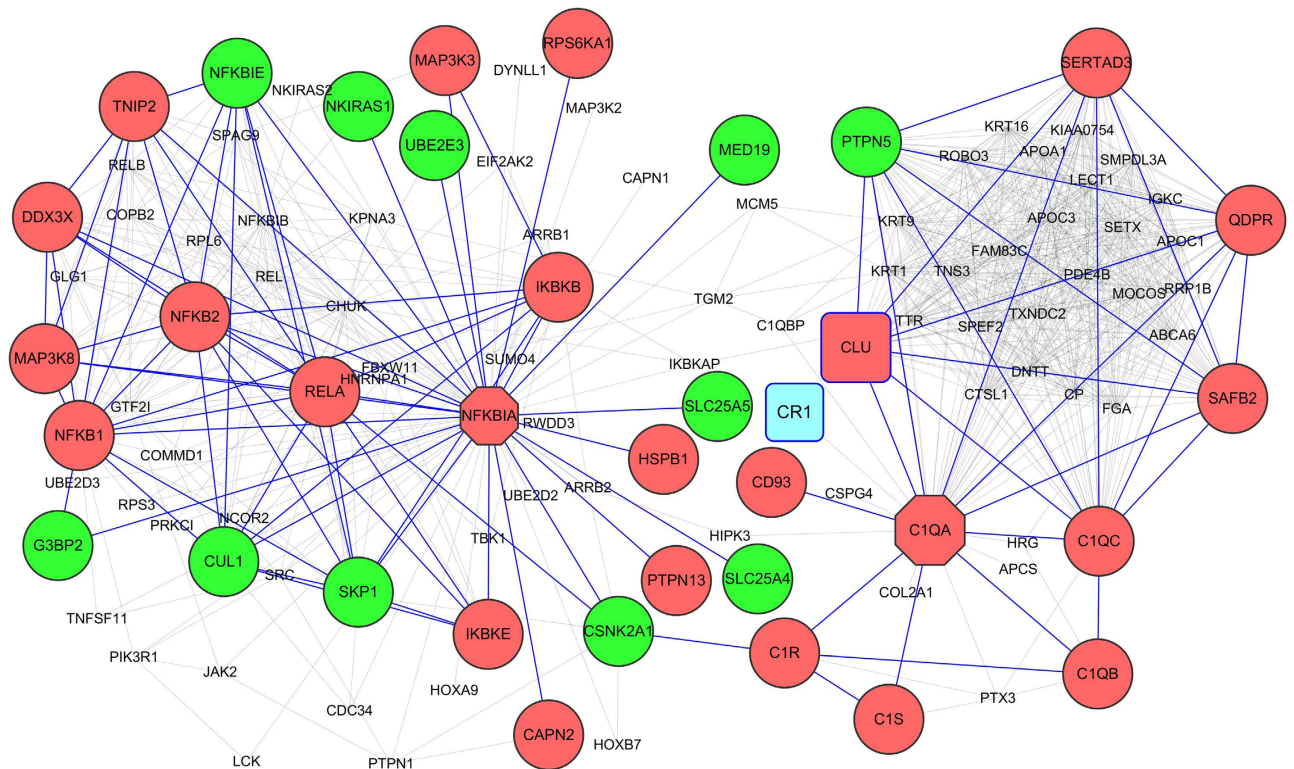 RPS6KA1
MAP3K3
DYNLL1
SERTAD3
NFKBIE
NKIRAS2
NKIRAS1
TNIP2
MAP3K2
SPAG9
UBE2E3
EIF2AK2
MED19
PTPN5
KRT16
KIAA0754
ROBO3
APOA1
SMPDL3A
RELB
CAPN1
LECT1
IGKC
MCM5
DDX3X
COPB2
NFKBIB
KPNA3
ARRB1
KRT9
APOC3
SETX
QDPR
RPL6
FAM83C
APOC1
GLG1
REL
KRT1
TNS3
PDE4B
IKBKB
TGM2
MOCOS
RRP1B
CHUK
NFKB2
C1QBP
TTR
SPEF2
TXNDC2
ABCA6
CLU
MAP3K8
FBXW11
SUMO4
IKBKAP
HNRNPA1
DNTT
RELA
CTSL1
CP
SAFB2
GTF2I
SLC25A5
CR1
FGA
NFKBIA
RWDD3
NFKB1
COMMD1
HSPB1
UBE2D3
CD93
CSPG4
ARRB2
UBE2D2
RPS3
PRKCI
NCOR2
C1QA
TBK1
HIPK3
HRG
C1QC
G3BP2
CUL1
SRC
PTPN13
SLC25A4
APCS
SKP1
COL2A1
TNFSF11
IKBKE
CSNK2A1
PIK3R1
C1R
JAK2
C1QB
HOXA9
PTX3
CDC34
C1S
CAPN2
HOXB7
LCK
PTPN1